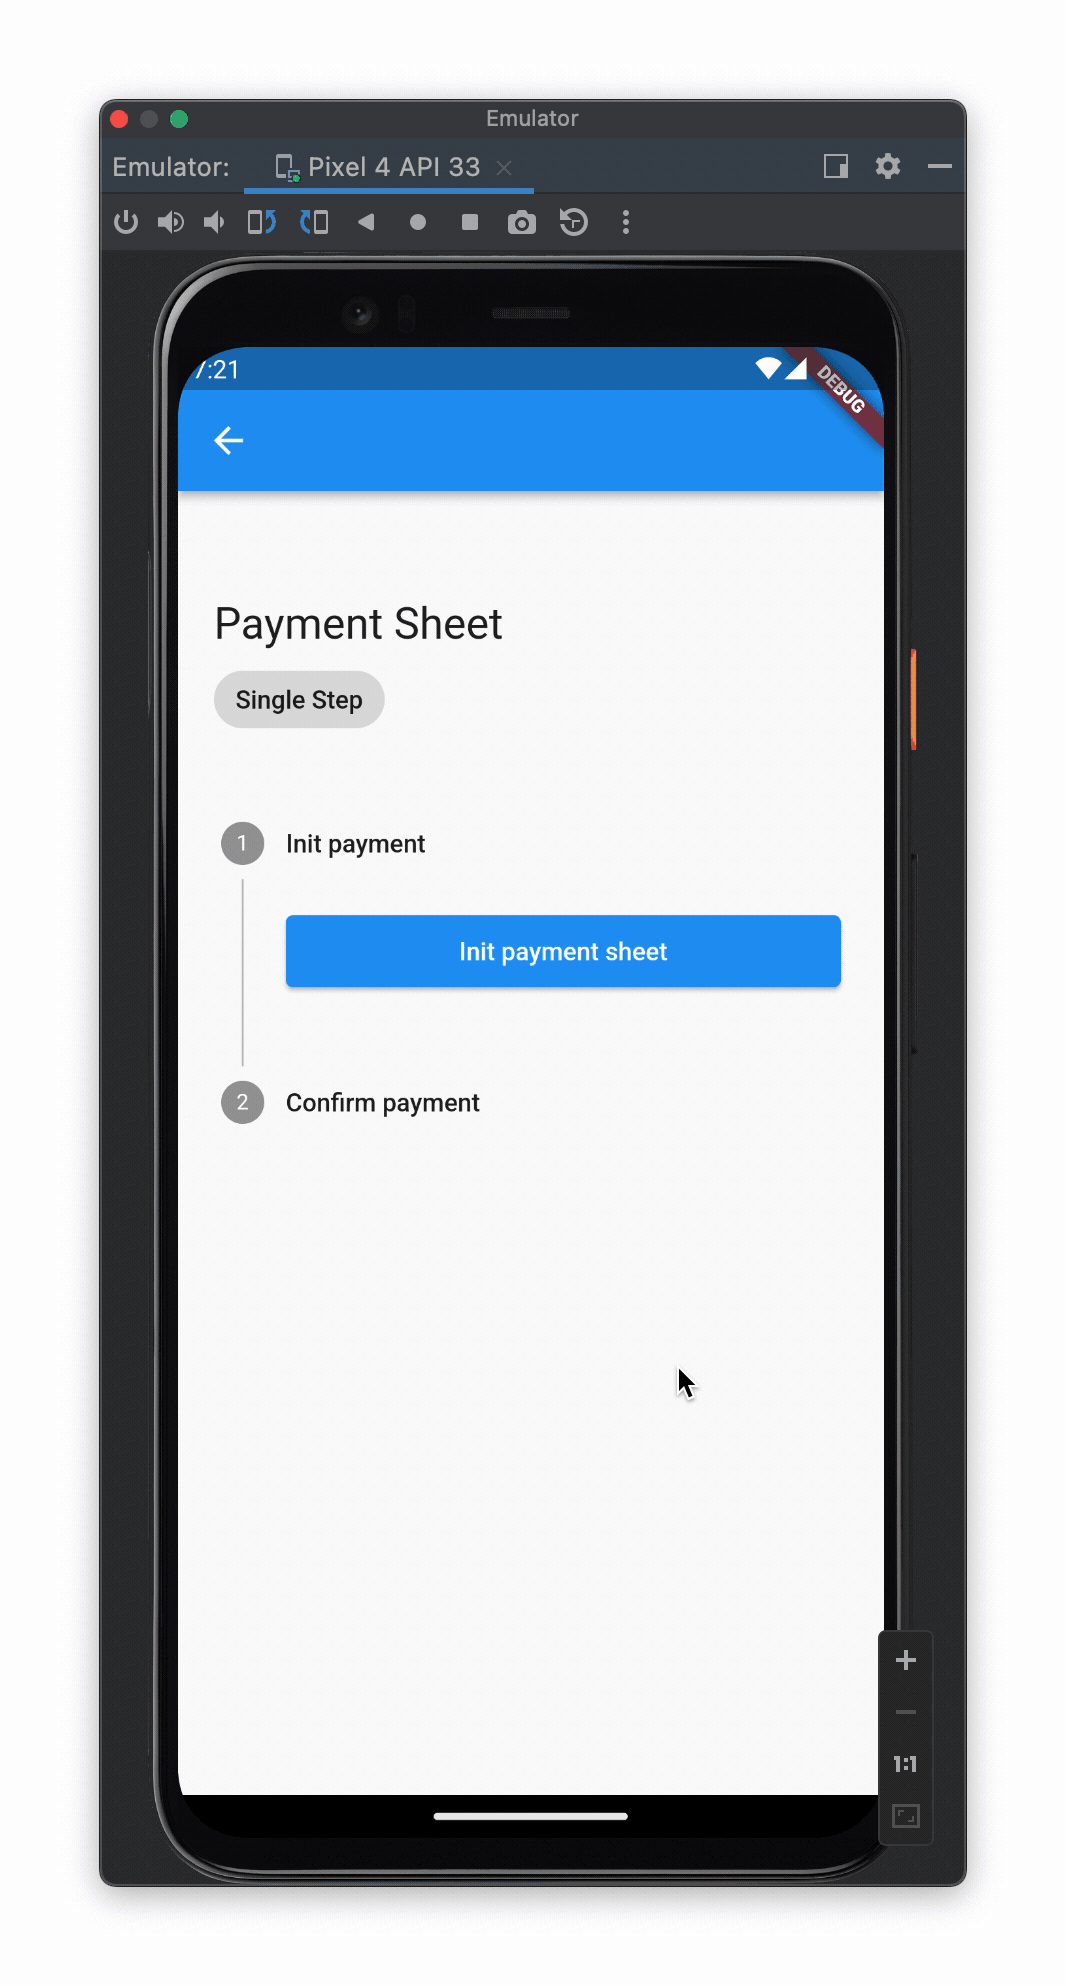 Emulator
Emulator: Pixel 4 API 33
7:21
DEBUG
Payment Sheet
Single Step
1 Init payment
Init payment sheet
2 Confirm payment
1:1